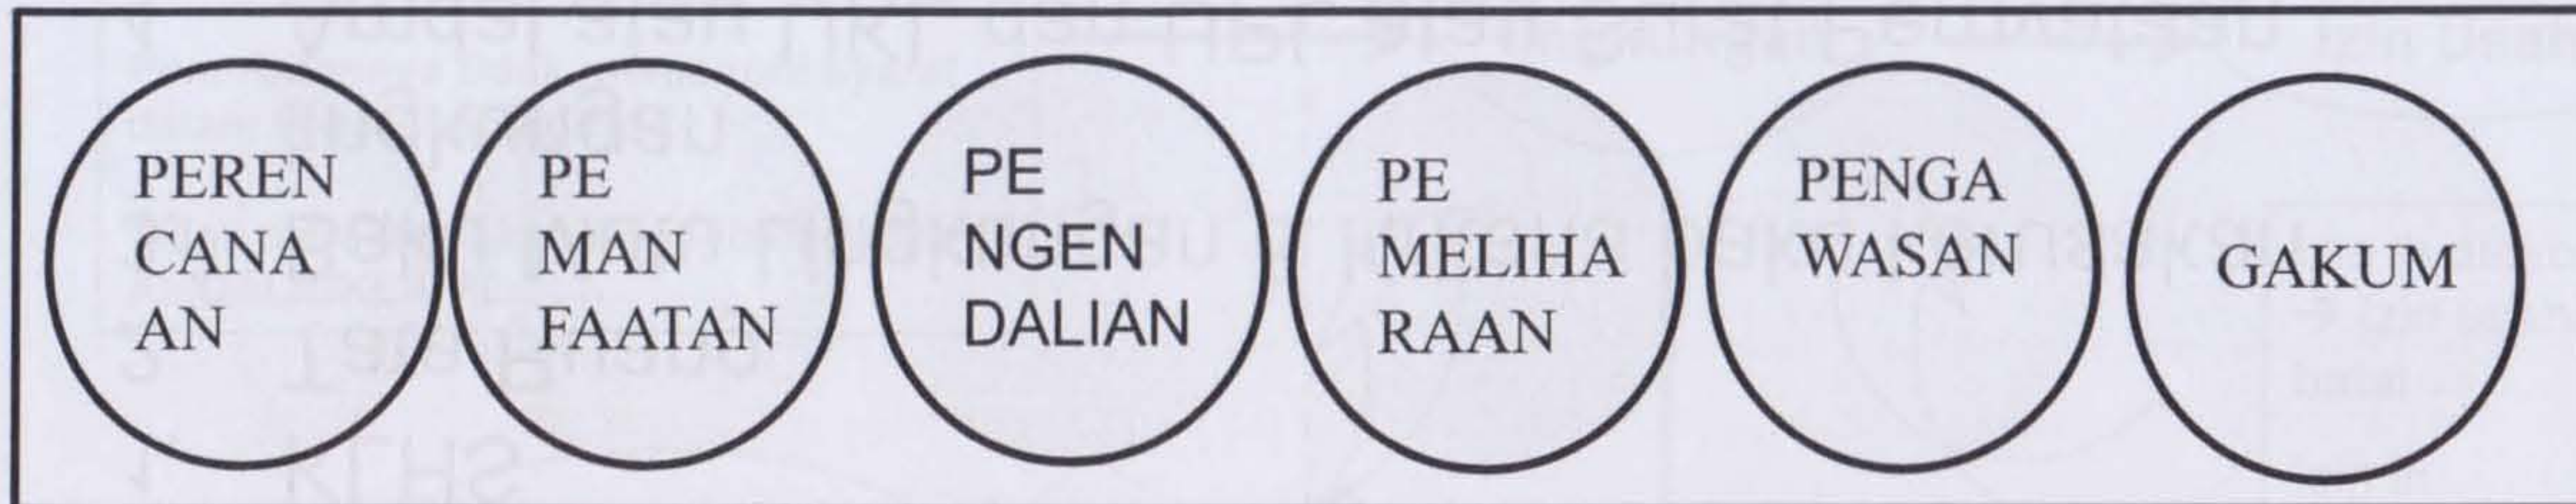 PEREN
CANA
AN
PE
MAN
FAATAN
PE
NGEN
DALIAN
PE
MELIHA
RAAN
PENGA
WASAN
GAKUM